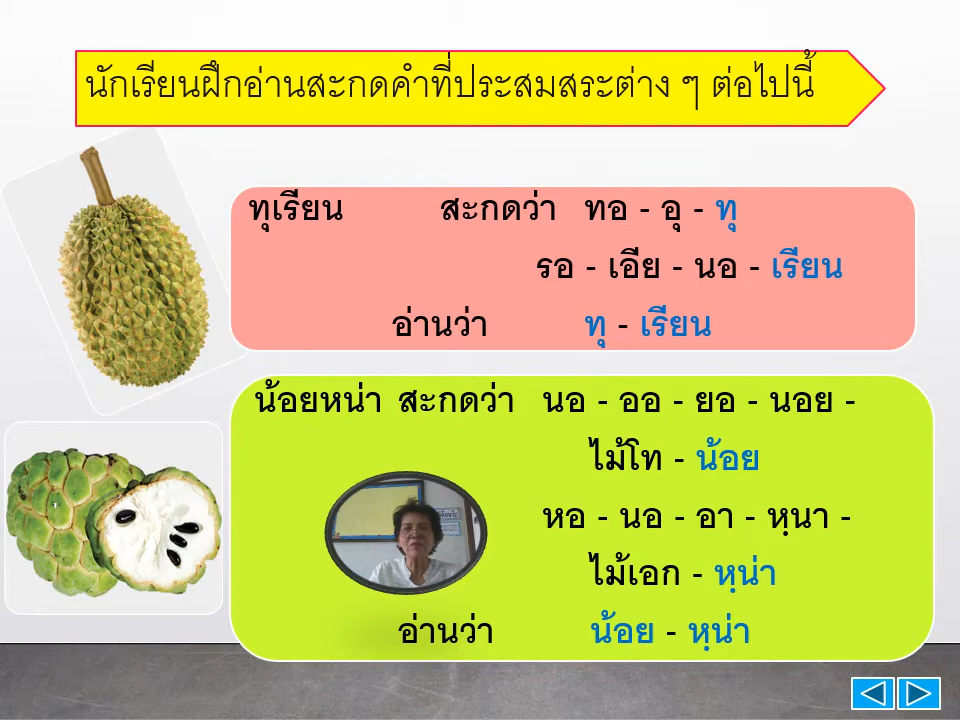 นักเรียนฝึกอ่านสะกดคำที่ประสมสระต่าง ๆ ต่อไปนี้
ทุเรียน สะกดว่า ทอ - อุ - ทุ
รอ - เอีย - นอ - เรียน
อ่านว่า ทุ - เรียน
น้อยหน่า สะกดว่า นอ - ออ - ยอ - นอย -
ไม้โท - น้อย
หอ - นอ - อา - หฺนา -
ไม้เอก - หฺน่า
อ่านว่า น้อย - หฺน่า